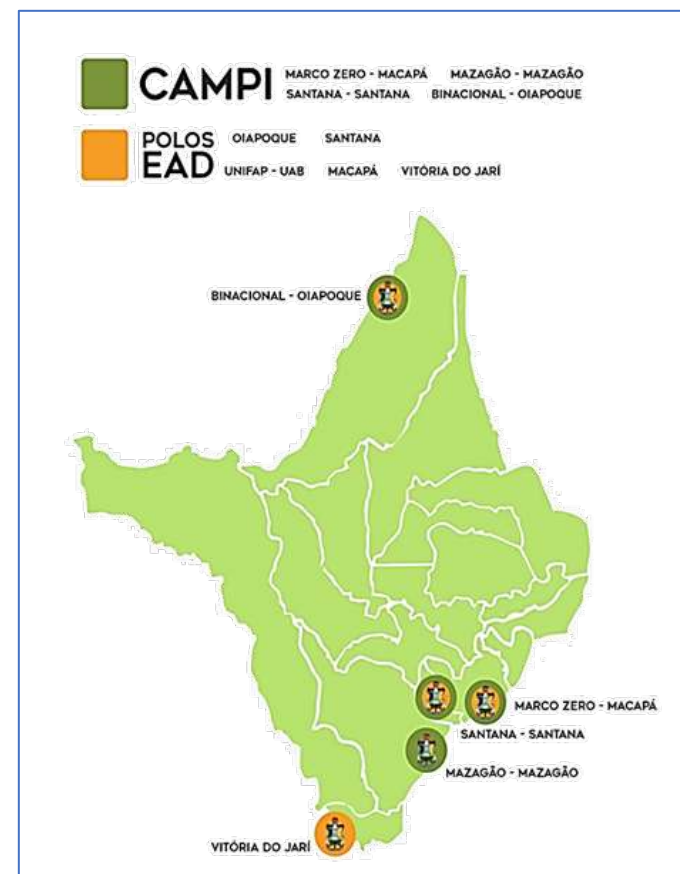 CAMPI MARCO ZERO - MACAPÁ MAZAGÃO - MAZAGÃO
SANTANA - SANTANA BINACIONAL - OIAPOQUE
POLOS EAD OIAPOQUE SANTANA
UNIFAP - UAB MACAPÁ VITÓRIA DO JARÍ
BINACIONAL - OIAPOQUE
MARCO ZERO - MACAPÁ
SANTANA - SANTANA
MAZAGÃO - MAZAGÃO
VITÓRIA DO JARÍ